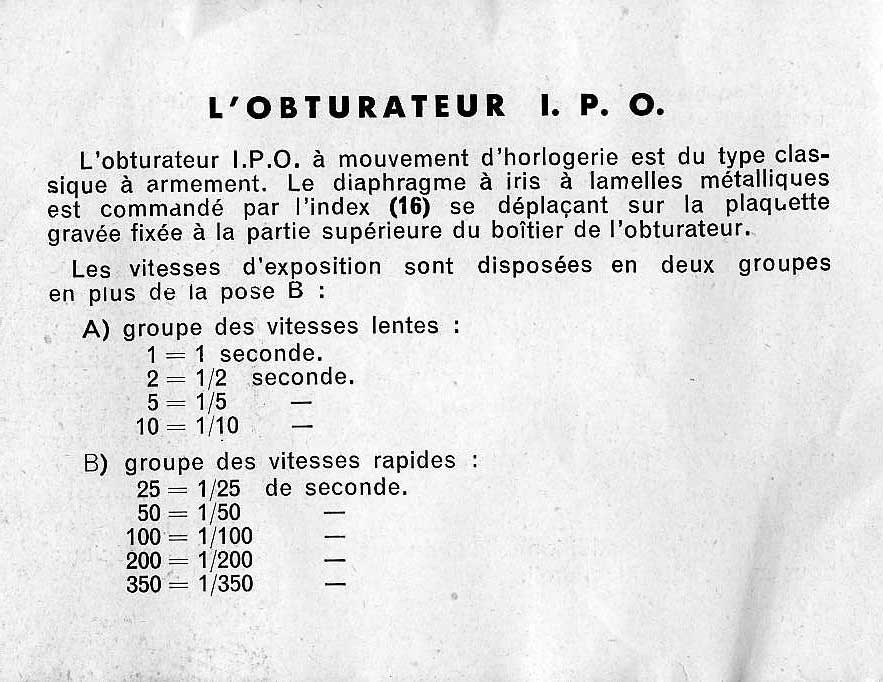 L'OBTURATEUR I. P. O.
L'obturateur I.P.O. à mouvement d'horlogerie est du type clas-
sique à armement. Le diaphragme à iris à lamelles métalliques
est commandé par l'index (16) se déplaçant sur la plaquette
gravée fixée à la partie supérieure du boîtier de l'obturateur.
Les vitesses d'exposition sont disposées en deux groupes
en plus de la pose B :
A) groupe des vitesses lentes :
1 = 1 seconde.
2 = 1/2 seconde.
5 = 1/5 —
10 = 1/10 —
B) groupe des vitesses rapides :
25 = 1/25 de seconde.
50 = 1/50 —
100 = 1/100 —
200 = 1/200 —
350 = 1/350 —